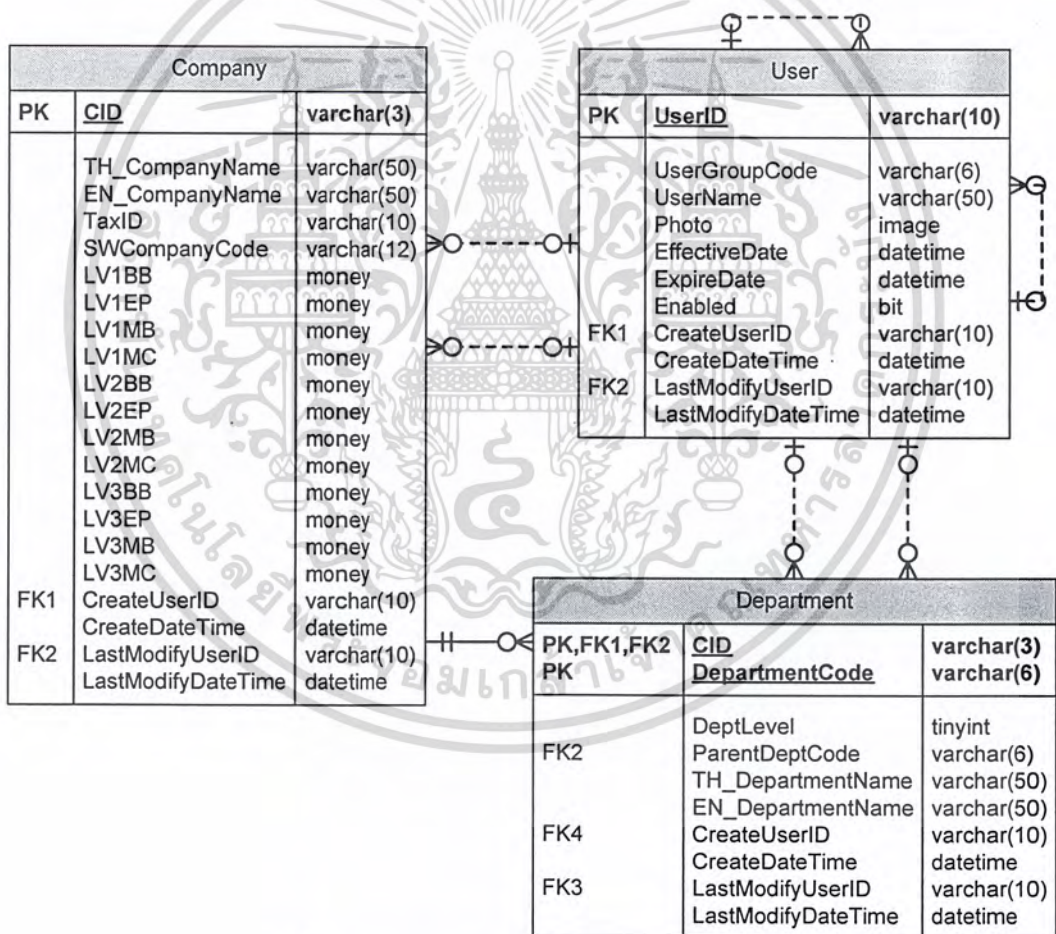 Company
PK CID varchar(3)
TH_CompanyName varchar(50)
EN_CompanyName varchar(50)
TaxID varchar(10)
SWCompanyCode varchar(12)
LV1BB money
LV1EP money
LV1MB money
LV1MC money
LV2BB money
LV2EP money
LV2MB money
LV2MC money
LV3BB money
LV3EP money
LV3MB money
LV3MC money
FK1 CreateUserID varchar(10)
CreateDateTime datetime
FK2 LastModifyUserID varchar(10)
LastModifyDateTime datetime
User
PK UserID varchar(10)
UserGroupCode varchar(6)
UserName varchar(50)
Photo image
EffectiveDate datetime
ExpireDate datetime
Enabled bit
FK1 CreateUserID varchar(10)
CreateDateTime datetime
FK2 LastModifyUserID varchar(10)
LastModifyDateTime datetime
Department
PK,FK1,FK2 CID varchar(3)
PK DepartmentCode varchar(6)
DeptLevel tinyint
FK2 ParentDeptCode varchar(6)
TH_DepartmentName varchar(50)
EN_DepartmentName varchar(50)
FK4 CreateUserID varchar(10)
CreateDateTime datetime
FK3 LastModifyUserID varchar(10)
LastModifyDateTime datetime